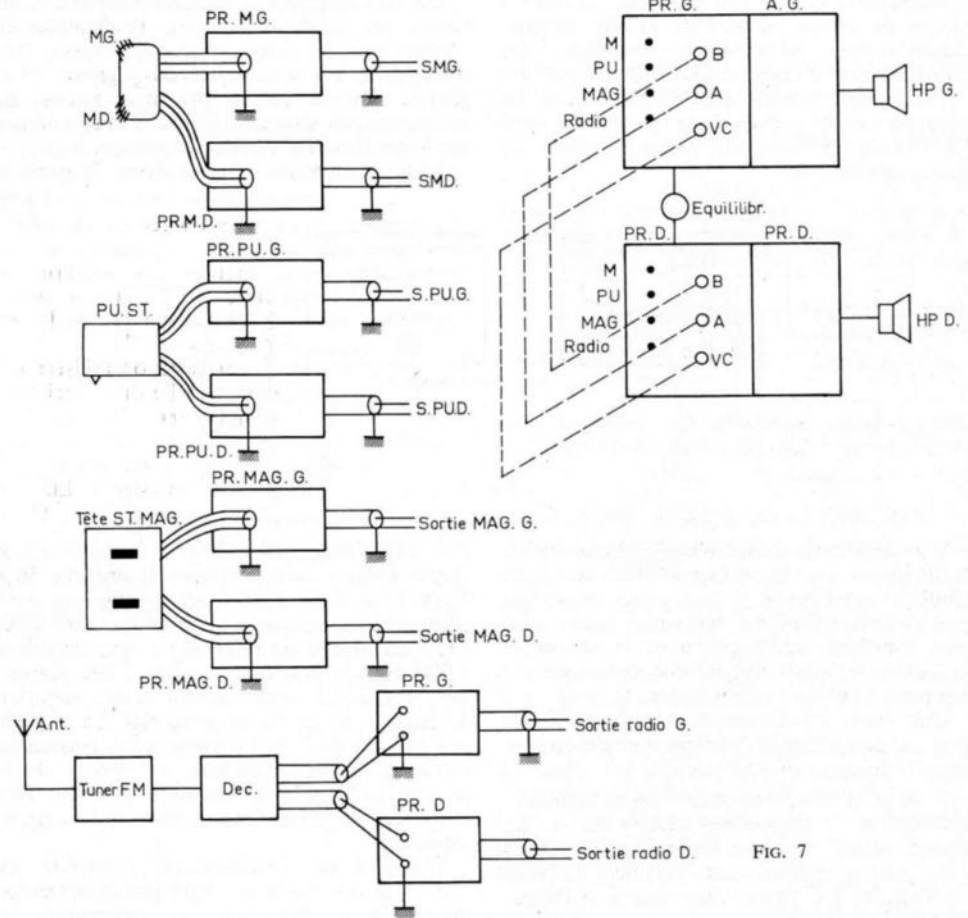 PR. M.G.
M.G.
S.M.G.
M.D.
S.M.D.
PR.M.D.
PR. PU. G.
PU. ST.
S. PU.G.
S. PU.D.
PR.PU. D.
PR. MAG. G.
Tête ST. MAG.
Sortie MAG. G.
Sortie MAG. D.
PR. MAG. D.
PR. G.
Ant.
Sortie radio G.
Tuner FM
Dec.
PR. D
Sortie radio D.
PR. G.
A. G.
M
PU
MAG
Radio
B
A
VC
HP G.
Equilibr.
PR. D.
PR. D.
M
PU
MAG
Radio
B
A
VC
HP D.
FIG. 7